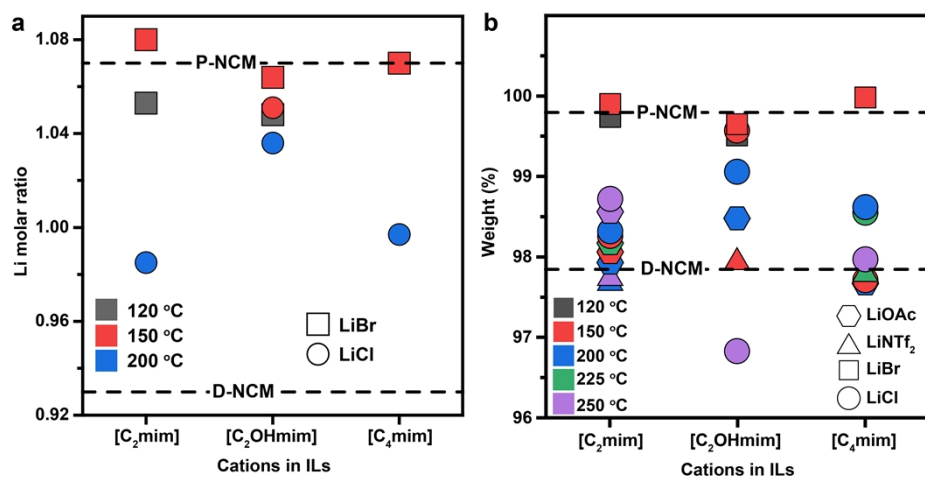 a
1.08
1.04
1.00
0.96
0.92
Li molar ratio
P-NCM
D-NCM
120 °C
150 °C
200 °C
LiBr
LiCl
[C₂mim]
[C₂OHmim]
[C₄mim]
Cations in ILs
b
100
99
98
97
96
Weight (%)
P-NCM
D-NCM
120 °C
150 °C
200 °C
225 °C
250 °C
LiOAc
LiNTf₂
LiBr
LiCl
[C₂mim]
[C₂OHmim]
[C₄mim]
Cations in ILs